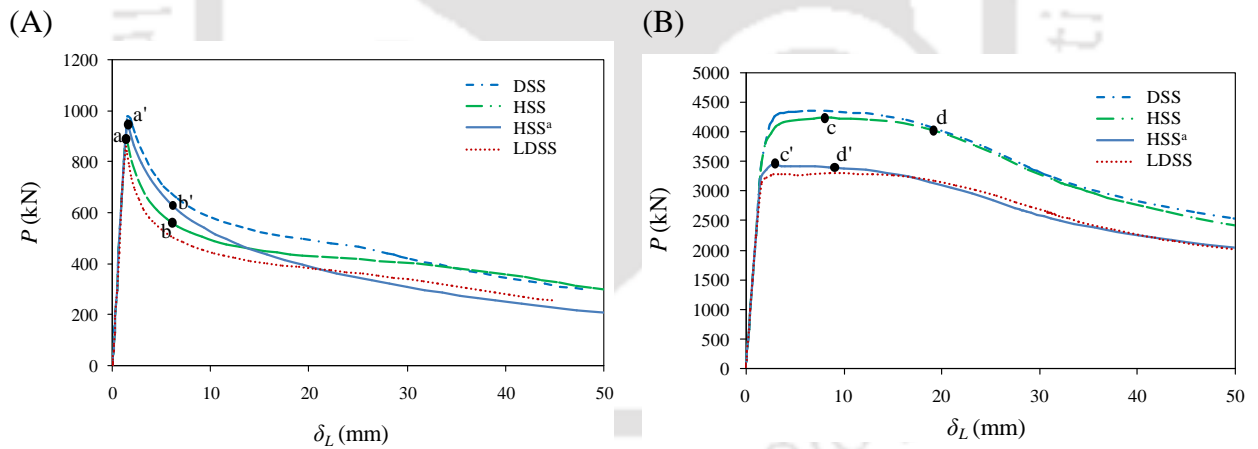 (A)
(B)
1200
1000
800
600
400
200
0
P (kN)
0 10 20 30 40 50
δL (mm)
DSS
HSS
HSSᵃ
LDSS
a'
a
b'
b
5000
4500
4000
3500
3000
2500
2000
1500
1000
500
0
P (kN)
0 10 20 30 40 50
δL (mm)
DSS
HSS
HSSᵃ
LDSS
c
d
c'
d'